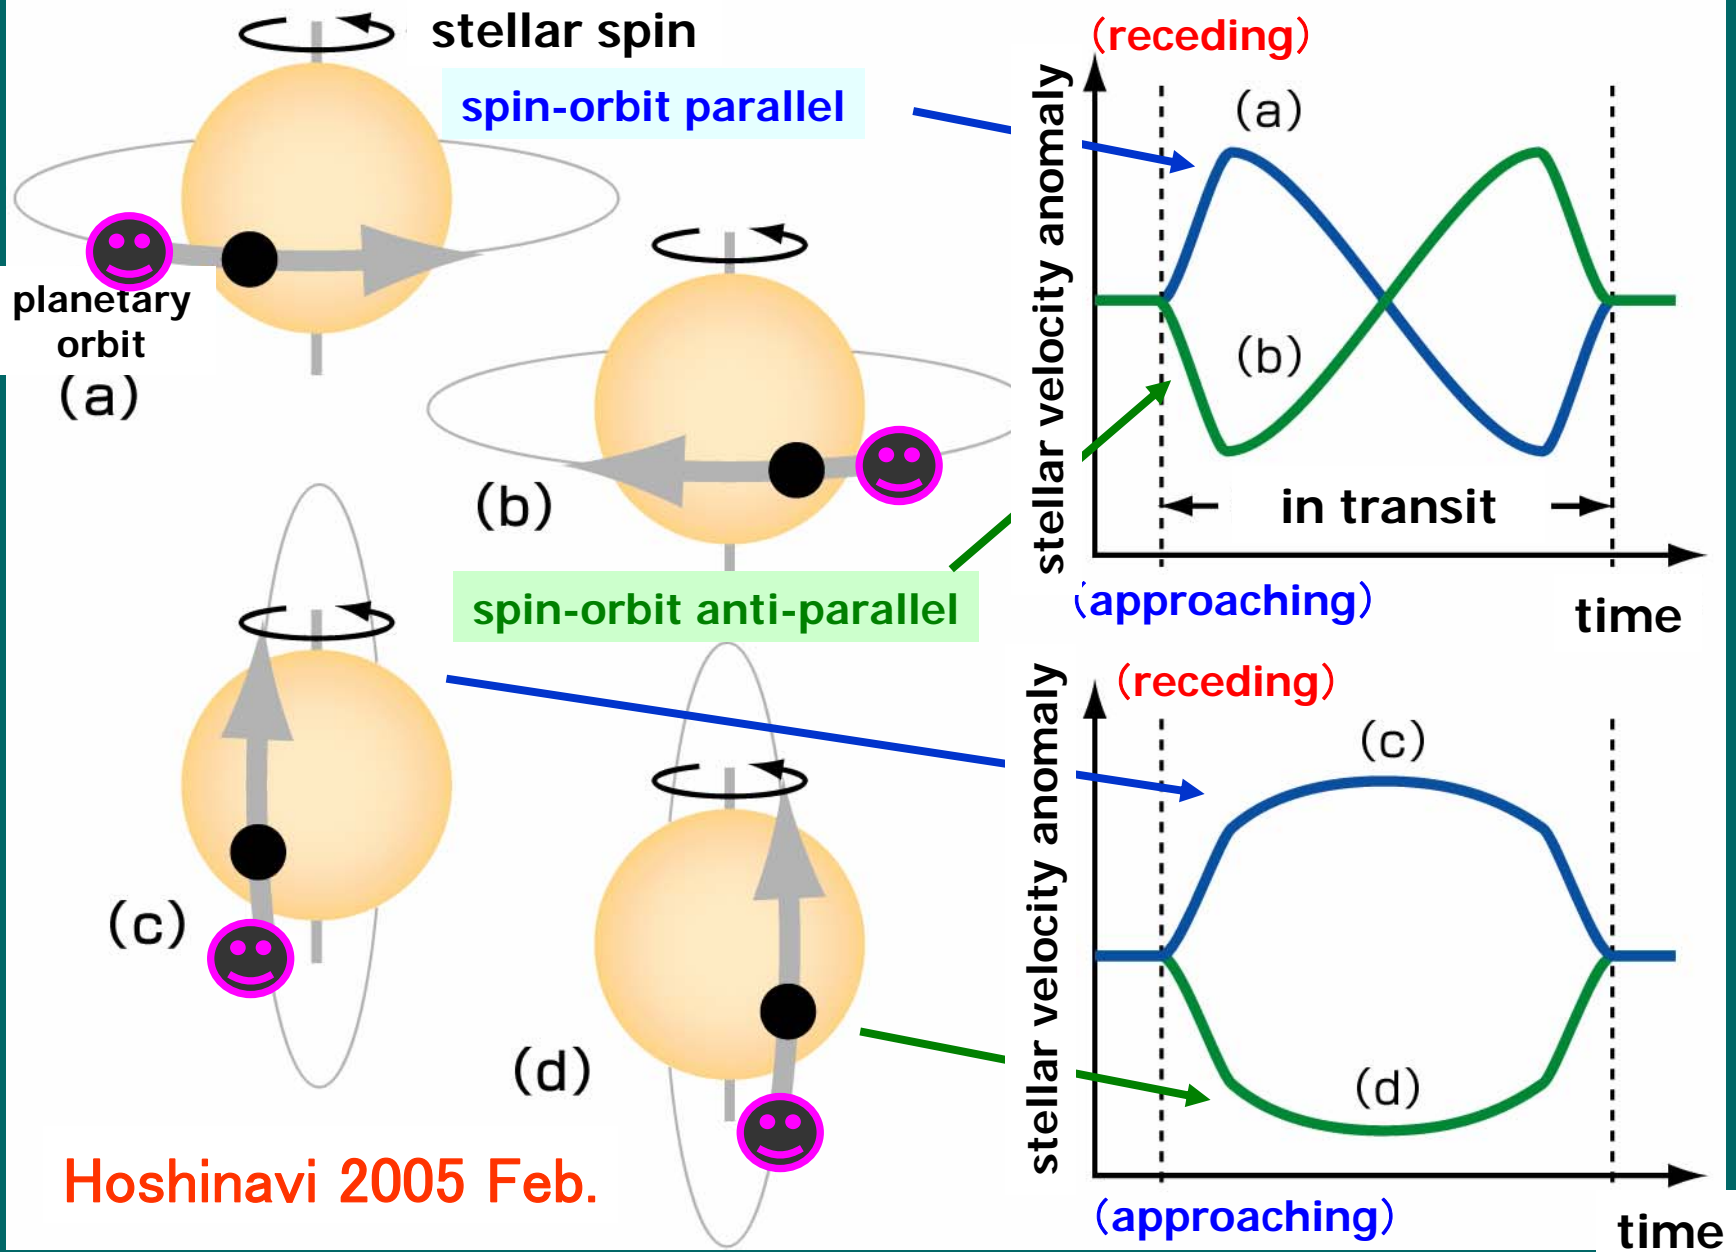 stellar spin
spin-orbit parallel
planetary
orbit
(a)
(b)
spin-orbit anti-parallel
(c)
(d)
Hoshinavi 2005 Feb.
(receding)
stellar velocity anomaly
(a)
(b)
in transit
(approaching)
time
(receding)
stellar velocity anomaly
(c)
(d)
(approaching)
time